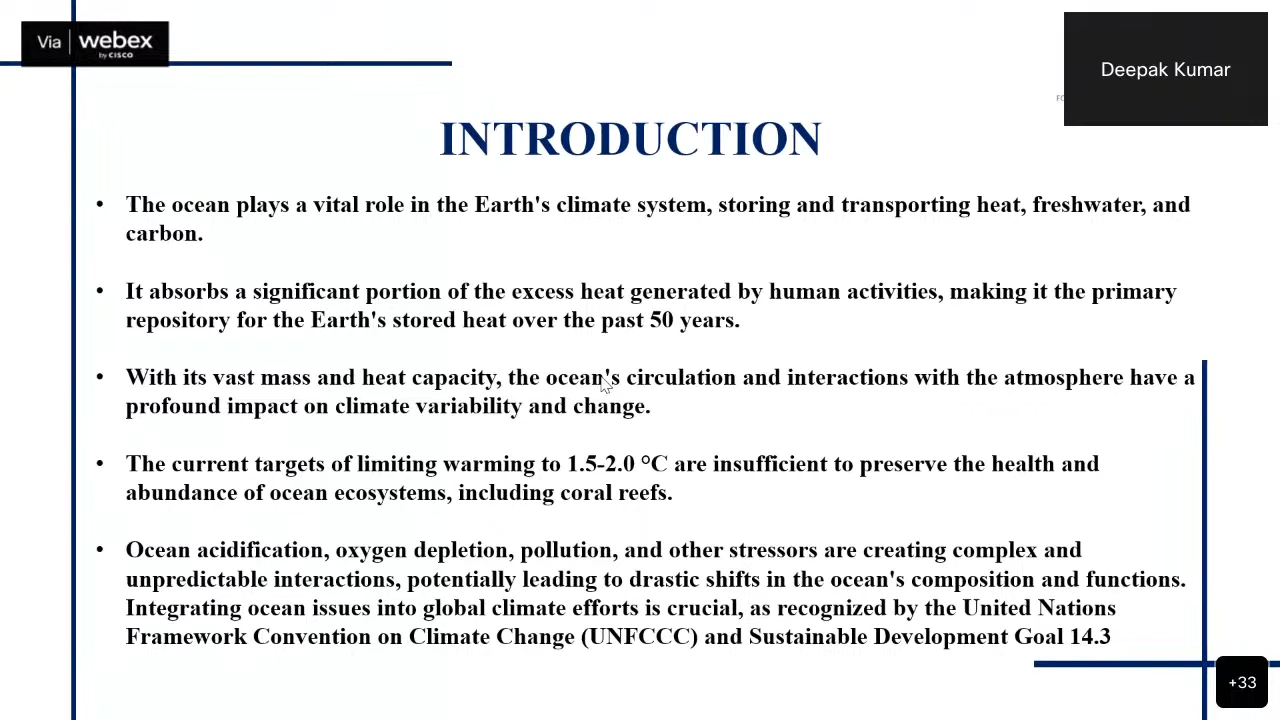 Via webex
by CISCO
Deepak Kumar
INTRODUCTION
• The ocean plays a vital role in the Earth's climate system, storing and transporting heat, freshwater, and
carbon.
• It absorbs a significant portion of the excess heat generated by human activities, making it the primary
repository for the Earth's stored heat over the past 50 years.
• With its vast mass and heat capacity, the ocean's circulation and interactions with the atmosphere have a
profound impact on climate variability and change.
• The current targets of limiting warming to 1.5-2.0 °C are insufficient to preserve the health and
abundance of ocean ecosystems, including coral reefs.
• Ocean acidification, oxygen depletion, pollution, and other stressors are creating complex and
unpredictable interactions, potentially leading to drastic shifts in the ocean's composition and functions.
Integrating ocean issues into global climate efforts is crucial, as recognized by the United Nations
Framework Convention on Climate Change (UNFCCC) and Sustainable Development Goal 14.3
+33